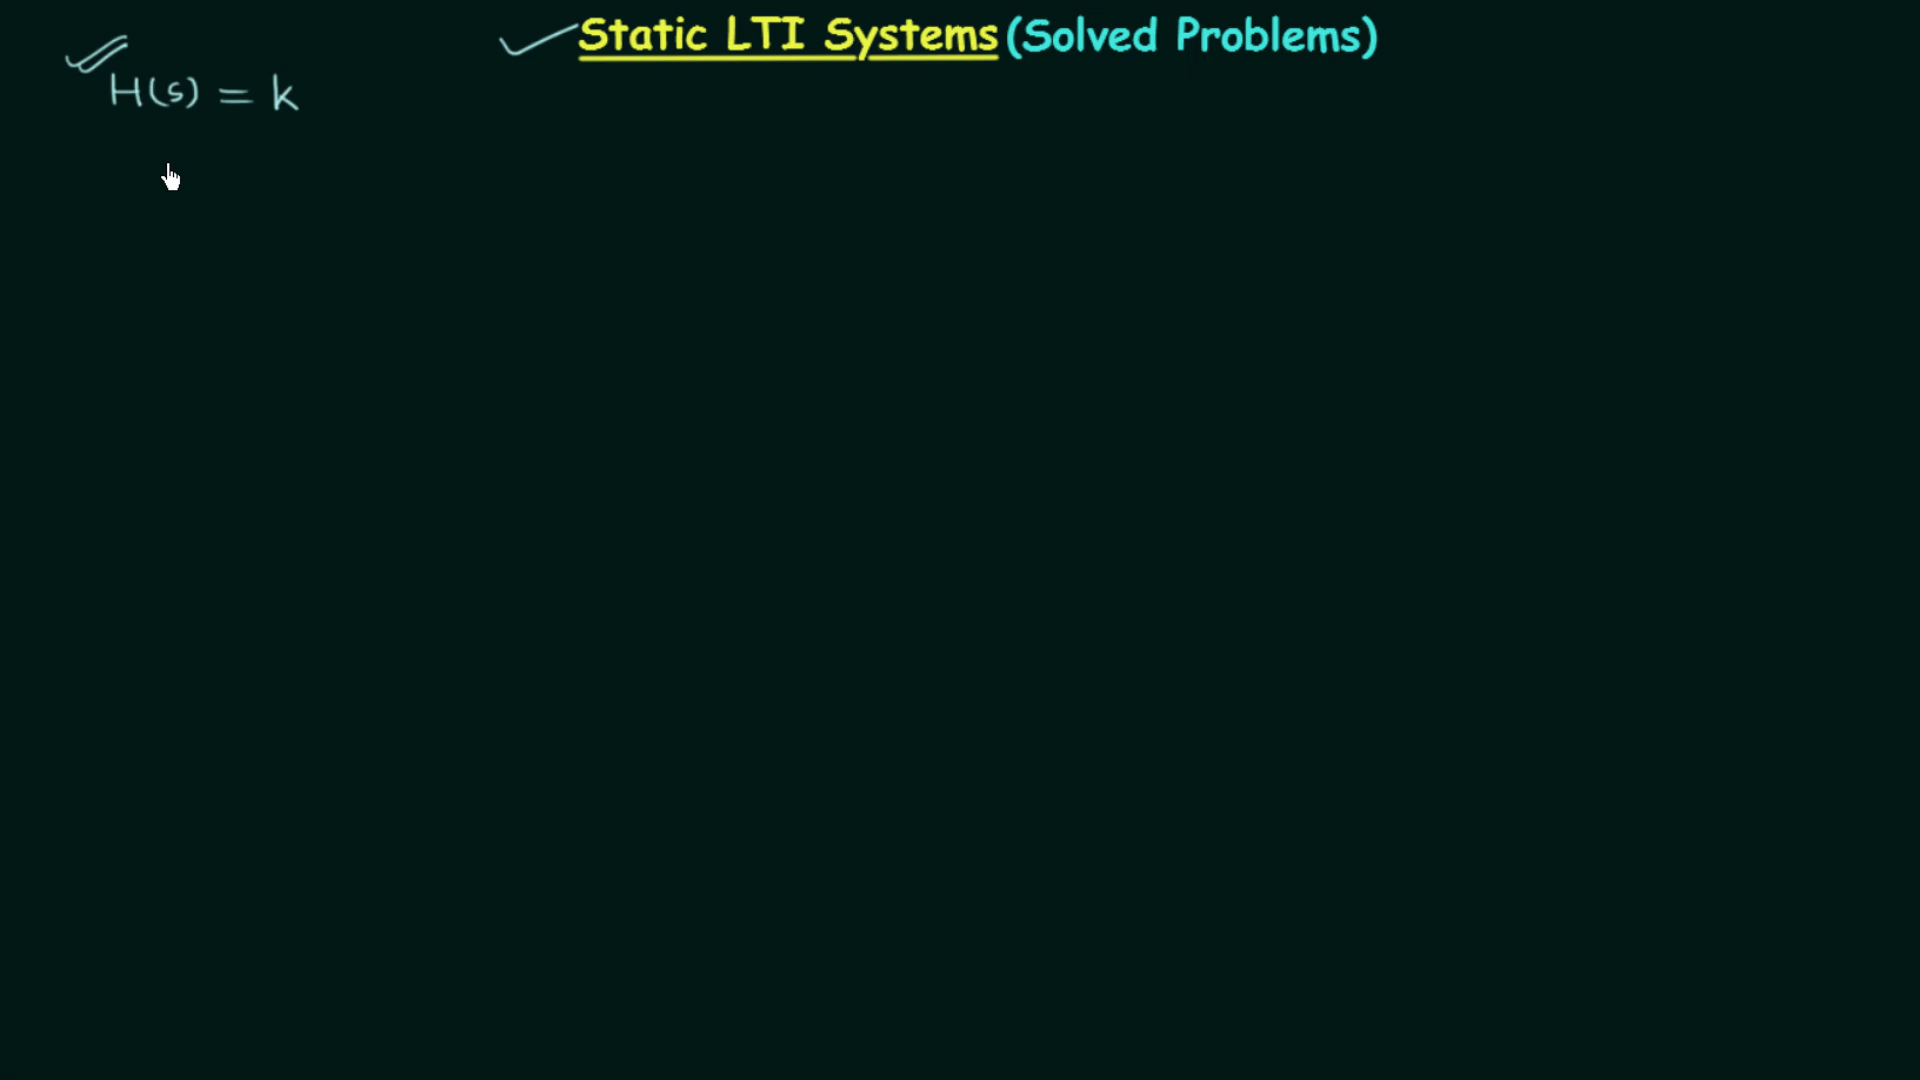 Static LTI Systems (Solved Problems)
H(s) = k